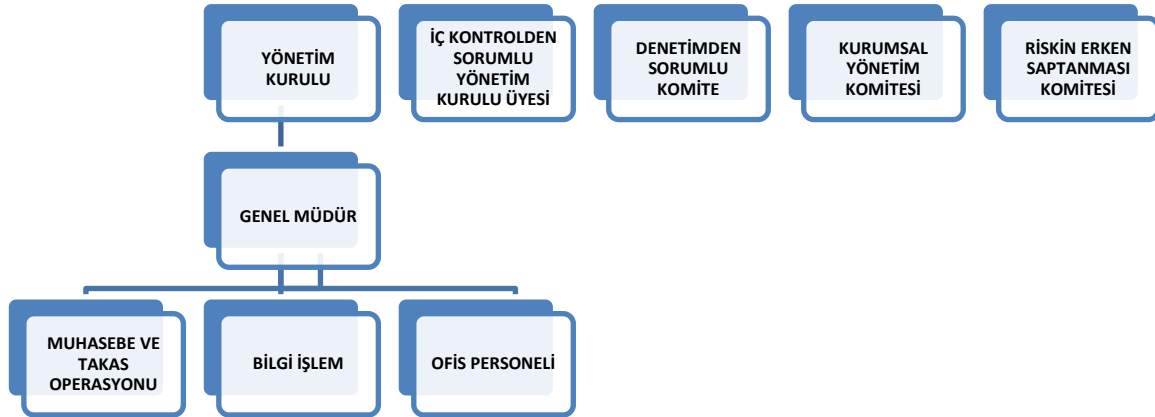 YÖNETİM
KURULU
İÇ KONTROLDEN
SORUMLU
YÖNETİM
KURULU ÜYESİ
DENETİMDEN
SORUMLU
KOMİTE
KURUMSAL
YÖNETİM
KOMİTESİ
RİSKİN ERKEN
SAPTANMASI
KOMİTESİ
GENEL MÜDÜR
MUHASEBE VE
TAKAS
OPERASYONU
BİLGİ İŞLEM
OFİS PERSONELİ